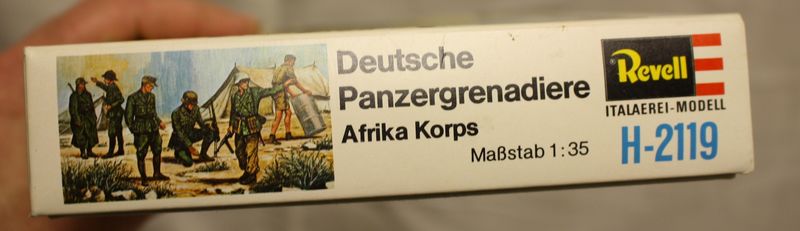 Deutsche
Panzergrenadiere
Afrika Korps
Maßstab 1:35
Revell
ITALAEREI-MODELL
H-2119